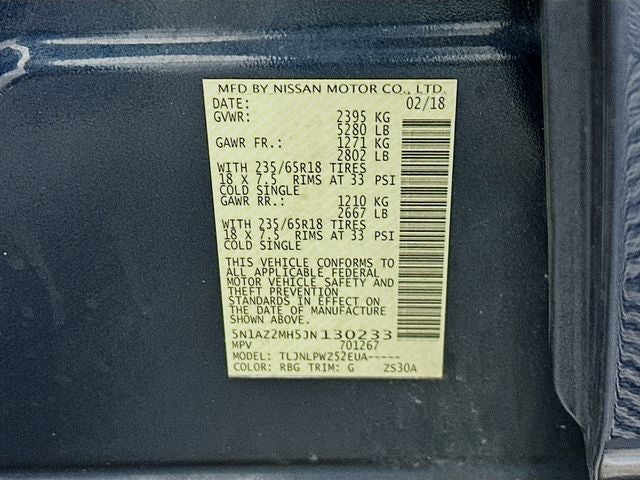 MFD BY NISSAN MOTOR CO., LTD.
DATE: 02/18
GVWR: 2395 KG
5280 LB
GAWR FR.: 1271 KG
2802 LB
WITH 235/65R18 TIRES
18 X 7.5 RIMS AT 33 PSI
COLD SINGLE
GAWR RR.: 1210 KG
2667 LB
WITH 235/65R18 TIRES
18 X 7.5 RIMS AT 33 PSI
COLD SINGLE
THIS VEHICLE CONFORMS TO
ALL APPLICABLE FEDERAL
MOTOR VEHICLE SAFETY AND
THEFT PREVENTION
STANDARDS IN EFFECT ON
THE DATE OF MANUFACTURE
SHOWN ABOVE.
5N1AZ2MH5JN130233
MPV 701267
MODEL: TLJNLPWZ52EUA-----
COLOR: RBG TRIM: G ZS30A